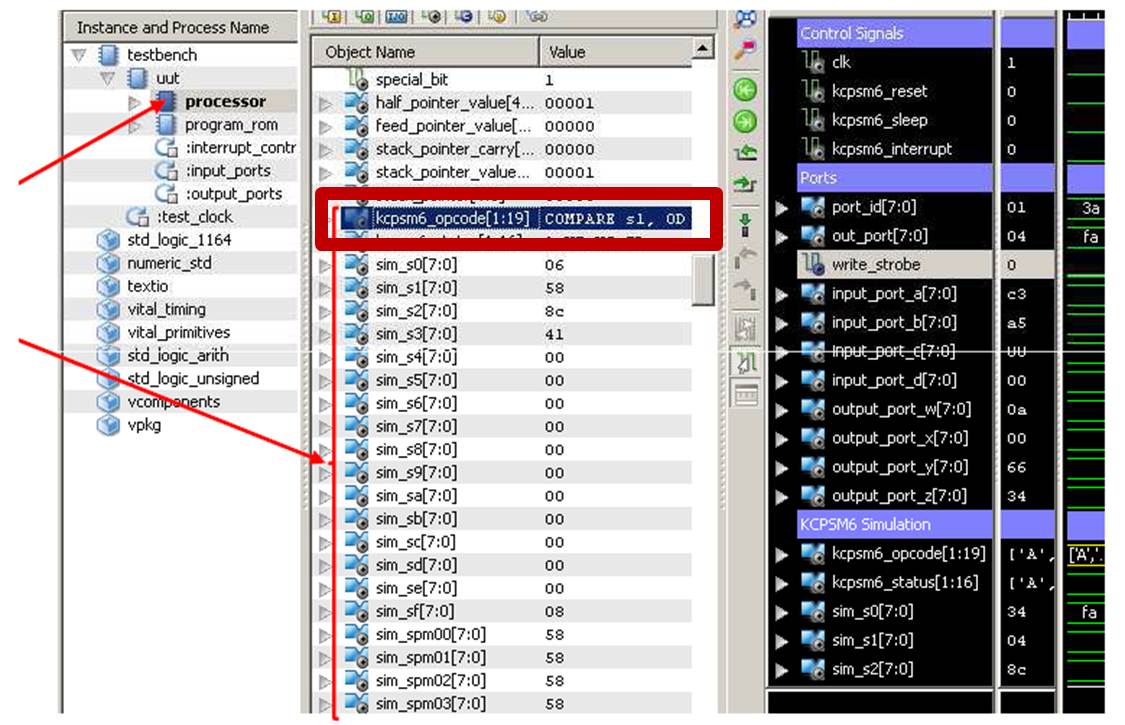 Instance and Process Name
testbench
uut
processor
program_rom
:interrupt_contr
:input_ports
:output_ports
:test_clock
std_logic_1164
numeric_std
textio
vital_timing
vital_primitives
std_logic_arith
std_logic_unsigned
vcomponents
vpkg
Object Name Value
special_bit 1
half_pointer_value[4... 00001
feed_pointer_value[... 00000
stack_pointer_carry[... 00000
stack_pointer_value... 00001
kcpsm6_opcode[1:19] COMPARE s1, 0D
sim_s0[7:0] 06
sim_s1[7:0] 58
sim_s2[7:0] 8c
sim_s3[7:0] 41
sim_s4[7:0] 00
sim_s5[7:0] 00
sim_s6[7:0] 00
sim_s7[7:0] 00
sim_s8[7:0] 00
sim_s9[7:0] 00
sim_sa[7:0] 00
sim_sb[7:0] 00
sim_sc[7:0] 00
sim_sd[7:0] 00
sim_se[7:0] 00
sim_sf[7:0] 08
sim_spm00[7:0] 58
sim_spm01[7:0] 58
sim_spm02[7:0] 58
sim_spm03[7:0] 58
Control Signals
clk 1
kcpsm6_reset 0
kcpsm6_sleep 0
kcpsm6_interrupt 0
Ports
port_id[7:0] 01 3a
out_port[7:0] 04 fa
write_strobe 0
input_port_a[7:0] c3
input_port_b[7:0] a5
input_port_c[7:0]
input_port_d[7:0] 00
output_port_w[7:0] 0a
output_port_x[7:0] 00
output_port_y[7:0] 66
output_port_z[7:0] 34
KCPSM6 Simulation
kcpsm6_opcode[1:19] ['A', ['A','.
kcpsm6_status[1:16] ['A',
sim_s0[7:0] 34 fa
sim_s1[7:0] 04
sim_s2[7:0] 8c